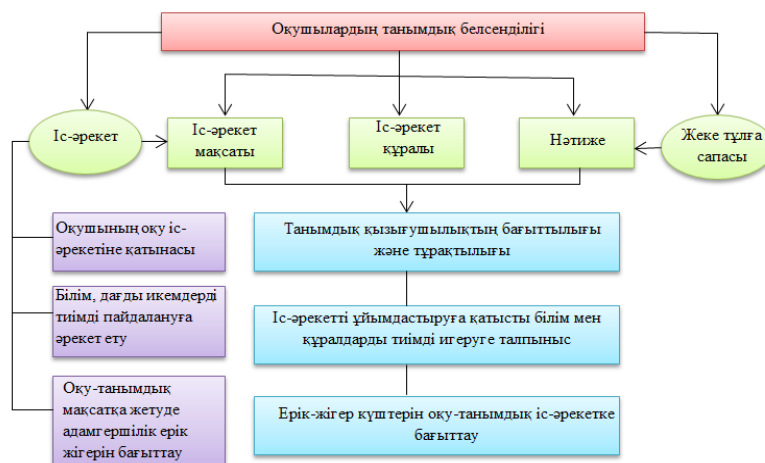 Оқушылардың танымдық белсенділігі
Іс-әрекет
Іс-әрекет
мақсаты
Іс-әрекет
құралы
Нәтиже
Жеке тұлға
сапасы
Оқушының оқу іс-
әрекетіне қатынасы
Білім, дағды икемдерді
тиімді пайдалануға
әрекет ету
Оқу-танымдық
мақсатқа жетуде
адамгершілік ерік
жігерін бағыттау
Танымдық қызығушылықтың бағыттылығы
және тұрақтылығы
Іс-әрекетті ұйымдастыруға қатысты білім мен
құралдарды тиімді игеруге талпыныс
Ерік-жігер күштерін оқу-танымдық іс-әрекетке
бағыттау